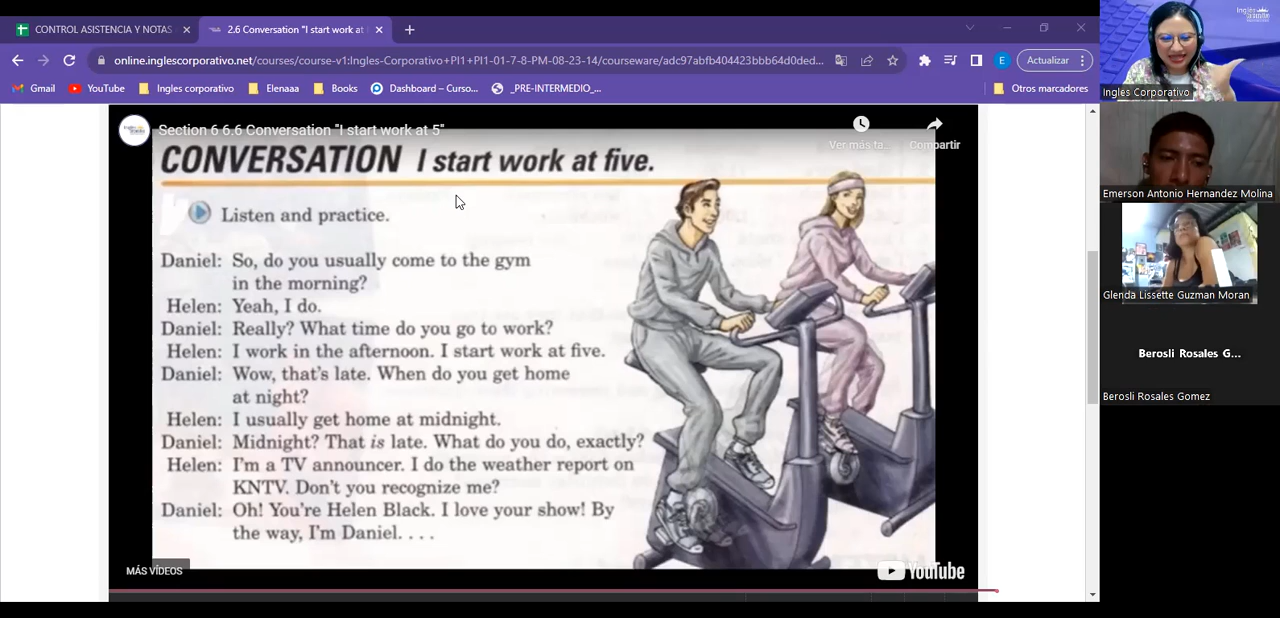 CONTROL ASISTENCIA Y NOTAS
2.6 Conversation "I start work at
online.inglescorporativo.net/courses/course-v1:Ingles-Corporativo+PI1+PI1-01-7-8-PM-08-23-14/courseware/adc97abfb404423bbb64d0ded...
Actualizar
Gmail
YouTube
Ingles corporativo
Elenaaa
Books
Dashboard – Curso...
_PRE-INTERMEDIO_...
Otros marcadores
Section 6 6.6 Conversation "I start work at 5"
Ver más ta...
Compartir
CONVERSATION I start work at five.
Listen and practice.
Daniel: So, do you usually come to the gym
in the morning?
Helen: Yeah, I do.
Daniel: Really? What time do you go to work?
Helen: I work in the afternoon. I start work at five.
Daniel: Wow, that's late. When do you get home
at night?
Helen: I usually get home at midnight.
Daniel: Midnight? That is late. What do you do, exactly?
Helen: I'm a TV announcer. I do the weather report on
KNTV. Don't you recognize me?
Daniel: Oh! You're Helen Black. I love your show! By
the way, I'm Daniel. . . .
MÁS VÍDEOS
YouTube
Ingles Corporativo
Emerson Antonio Hernandez Molina
Glenda Lissette Guzman Moran
Berosli Rosales G...
Berosli Rosales Gomez